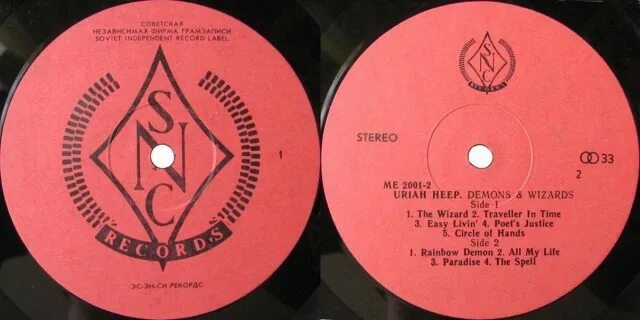 СОВЕТСКАЯ
НЕЗАВИСИМАЯ ФИРМА ГРАМЗАПИСИ
SOVIET INDEPENDENT RECORD LABEL
SNC
RECORDS
1
ЭС-ЭН-СИ РЕКОРДС
SNC
RECORDS
STEREO
33
2
ME 2001-2
URIAH HEEP. DEMONS & WIZARDS
Side 1
1. The Wizard 2. Traveller In Time
3. Easy Livin' 4. Poet's Justice
5. Circle of Hands
Side 2
1. Rainbow Demon 2. All My Life
3. Paradise 4. The Spell